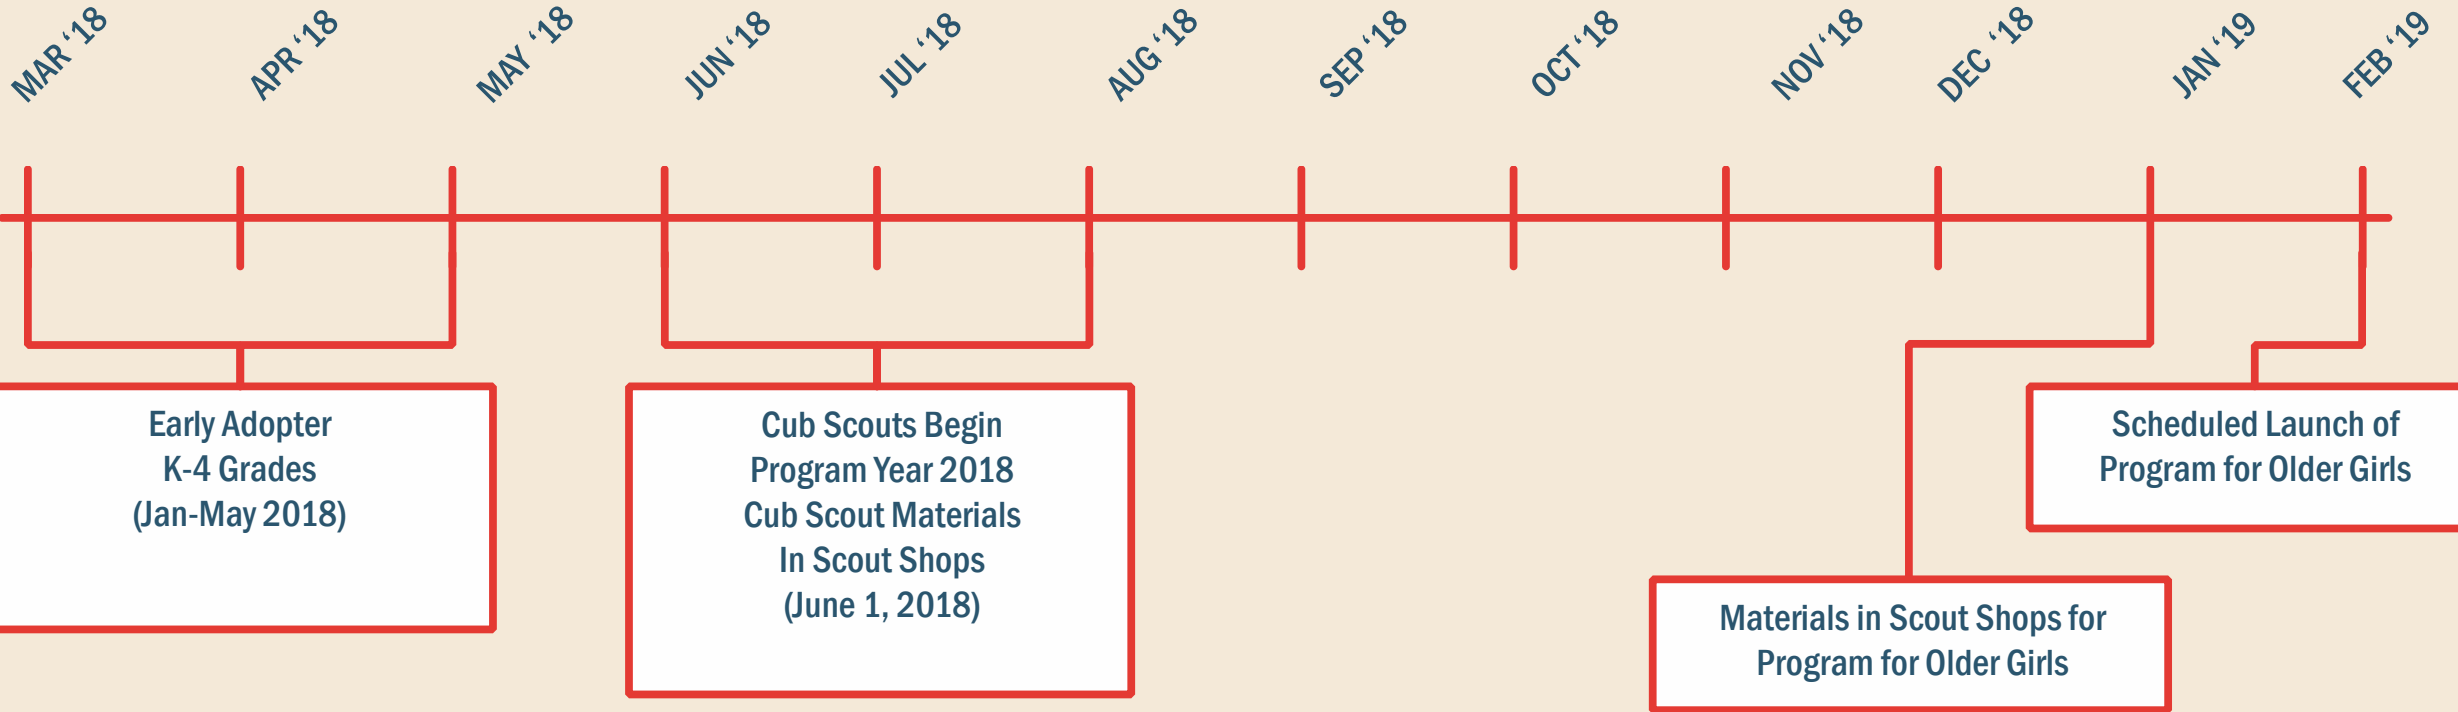 MAR ‘18
APR ‘18
MAY ‘18
JUN ‘18
JUL ‘18
AUG ‘18
SEP ‘18
OCT ‘18
NOV ‘18
DEC ‘18
JAN ‘19
FEB ‘19
Early Adopter
K-4 Grades
(Jan-May 2018)
Cub Scouts Begin
Program Year 2018
Cub Scout Materials
In Scout Shops
(June 1, 2018)
Materials in Scout Shops for
Program for Older Girls
Scheduled Launch of
Program for Older Girls